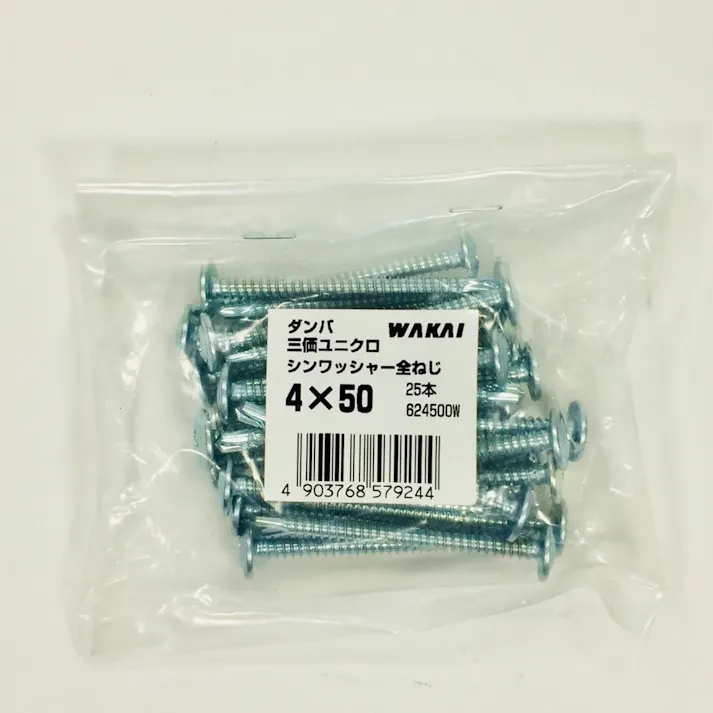 ダンバ WAKAI
三価ユニクロ
シンワッシャー全ねじ
4×50 25本
624500W
4 903768 579244